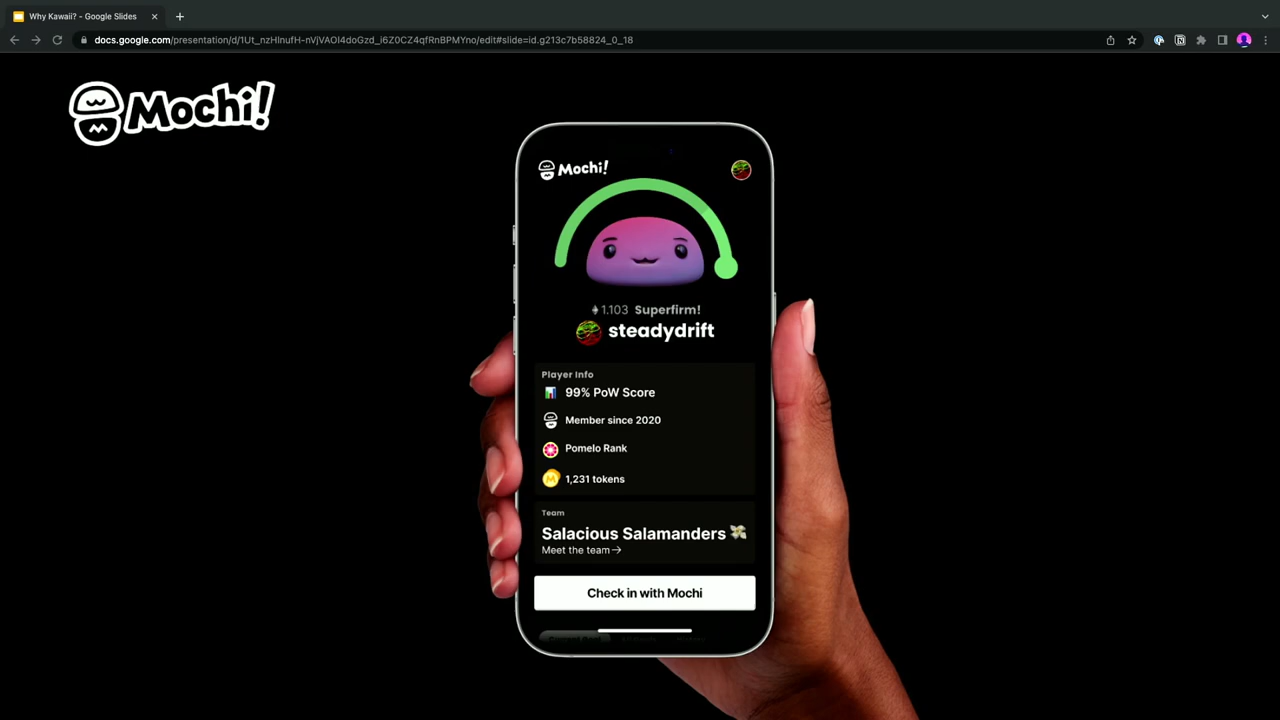 Why Kawaii? - Google Slides
docs.google.com/presentation/d/1Ut_nzHInufH-nVjVAOl4doGzd_i6Z0CZ4qfRnBPMYno/edit#slide=id.g213c7b58824_0_18
Mochi!
Mochi!
1.103 Superfirm!
steadydrift
Player Info
99% PoW Score
Member since 2020
Pomelo Rank
M
1,231 tokens
Team
Salacious Salamanders
Meet the team →
Check in with Mochi